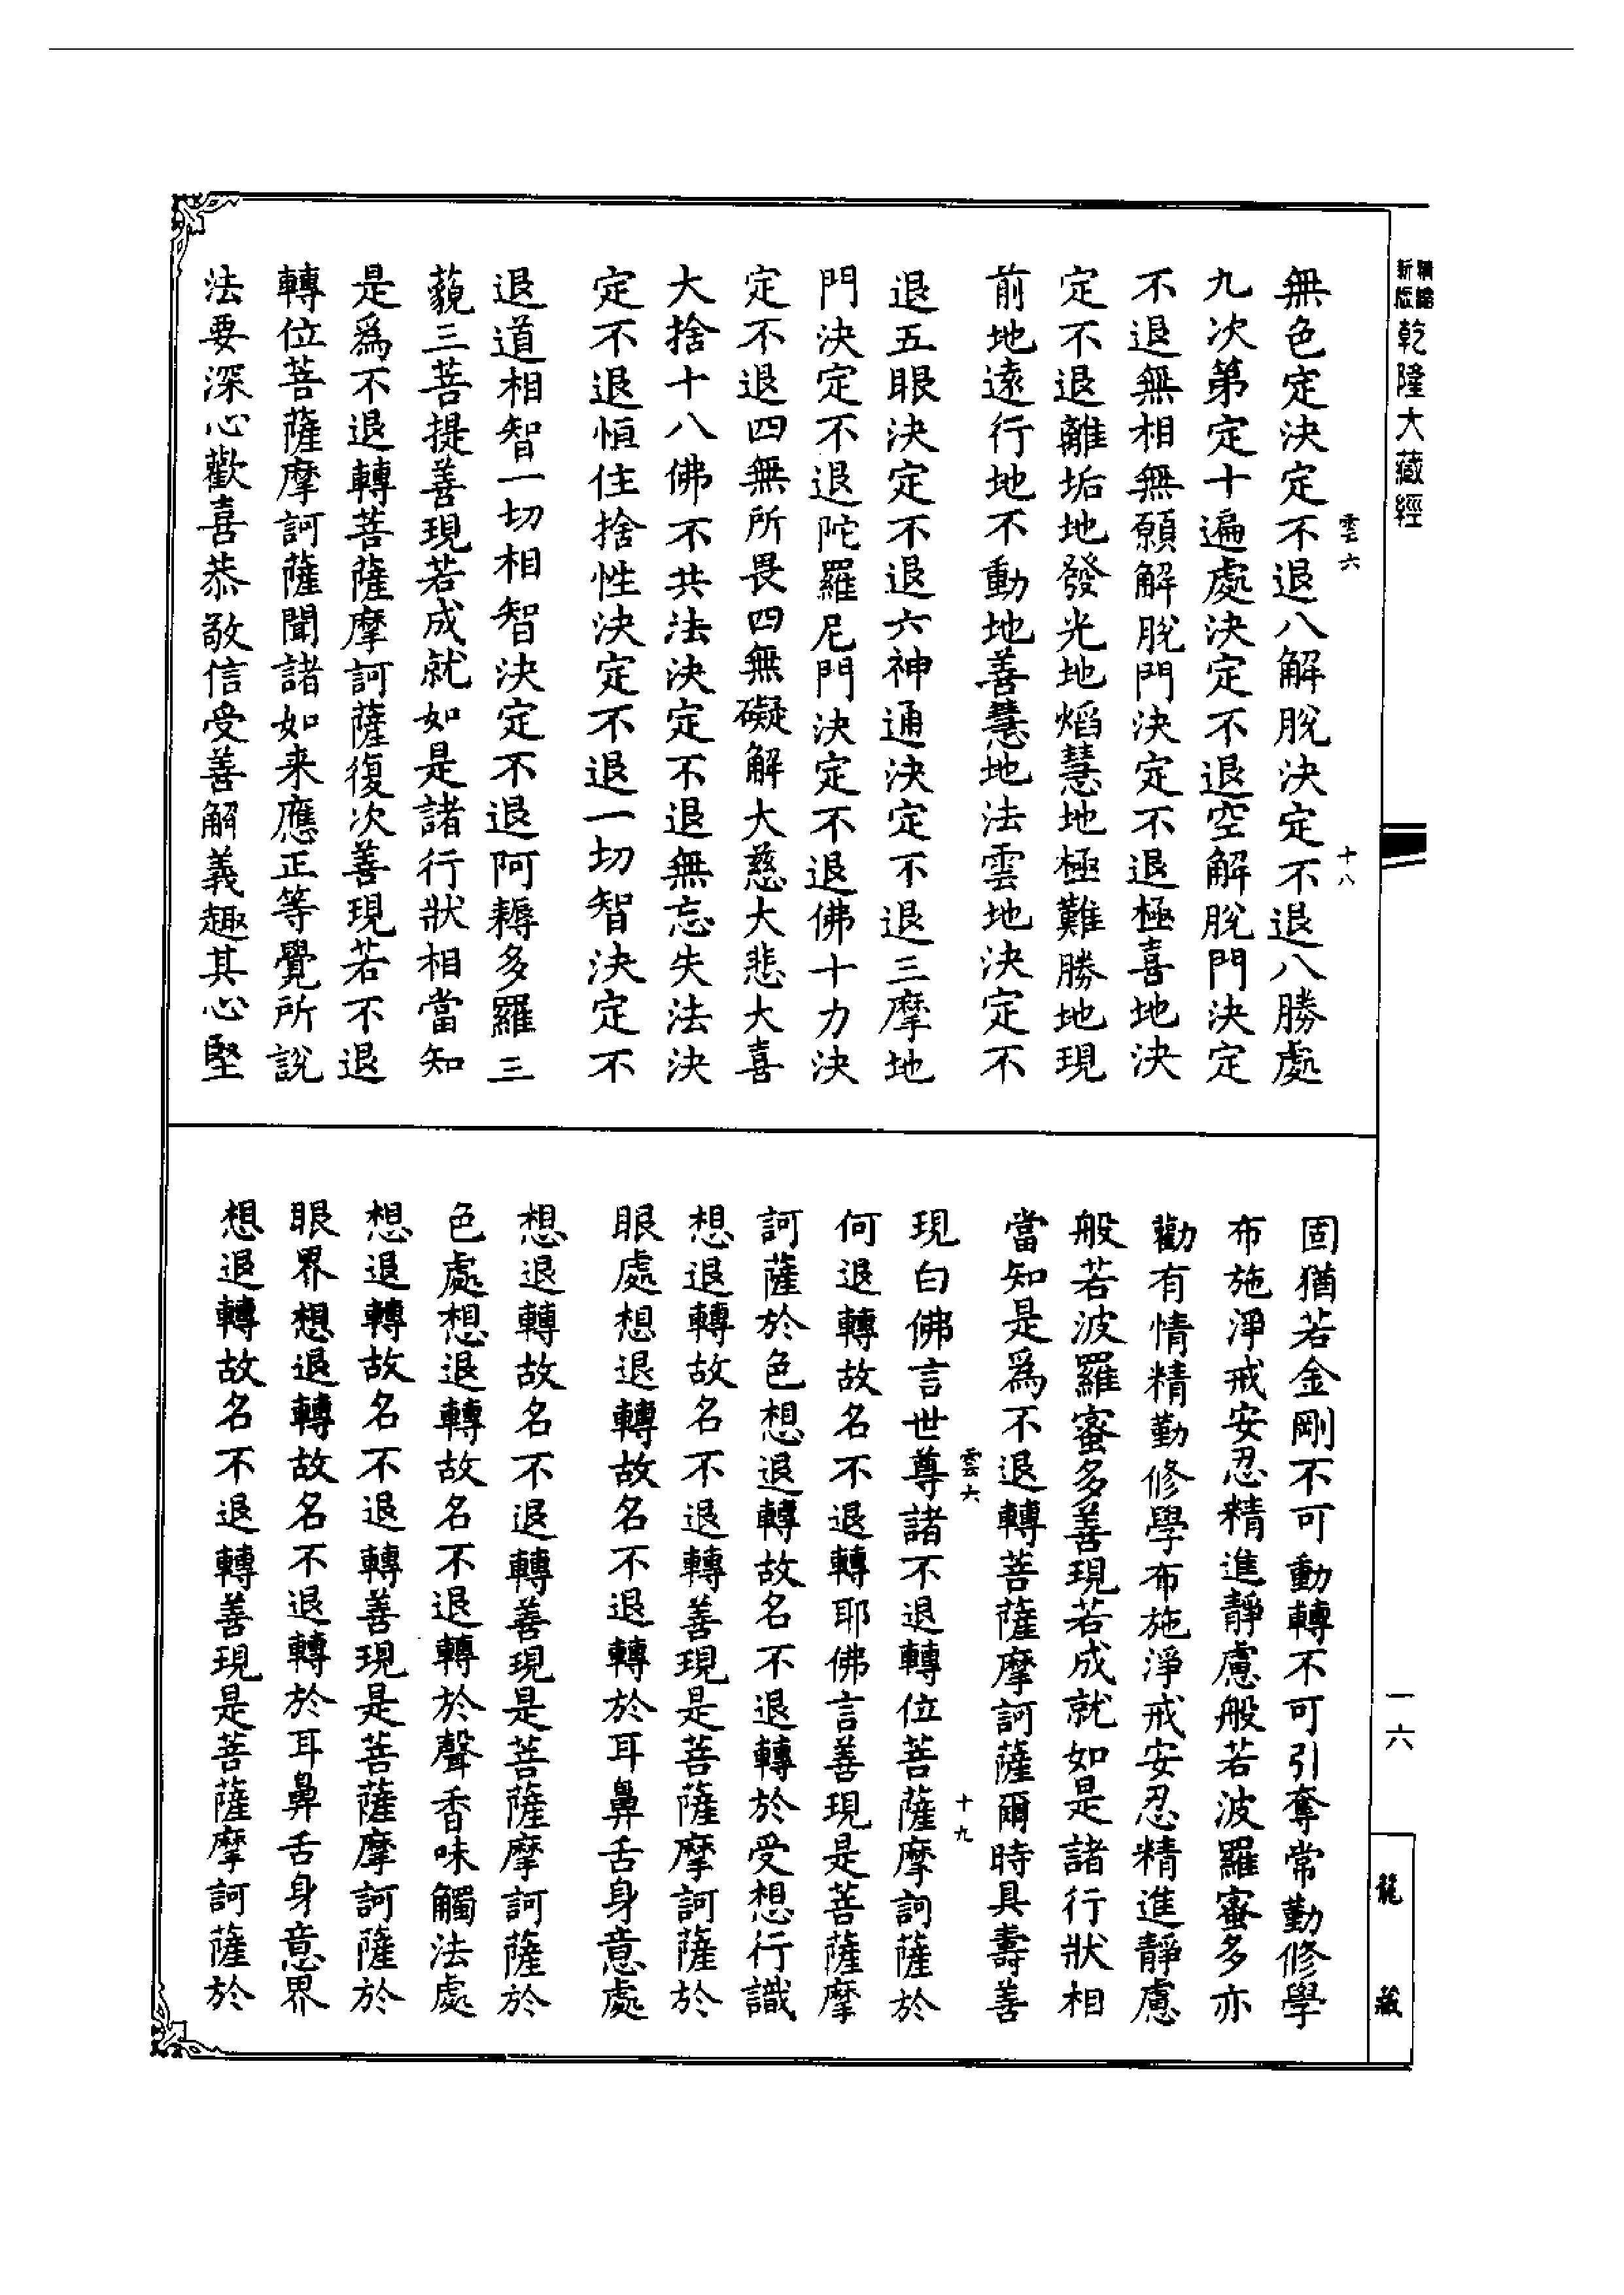 精繕
新版
乾隆大藏經
雲六
十八
無色定決定不退八解脫決定不退八勝處
九次第定十遍處決定不退空解脫門決定
不退無相無願解脫門決定不退極喜地決
定不退離垢地發光地焰慧地極難勝地現
前地遠行地不動地善慧地法雲地決定不
退五眼決定不退六神通決定不退三摩地
門決定不退陀羅尼門決定不退佛十力決
定不退四無所畏四無礙解大慈大悲大喜
大捨十八佛不共法決定不退無忘失法決
定不退恒住捨性決定不退一切智決定不
退道相智一切相智決定不退阿耨多羅三
藐三菩提善現若成就如是諸行狀相當知
是爲不退轉菩薩摩訶薩復次善現若不退
轉位菩薩摩訶薩聞諸如来應正等覺所說
法要深心歡喜恭敬信受善解義趣其心堅
固猶若金剛不可動轉不可引奪常勤修學
布施淨戒安忍精進靜慮般若波羅蜜多亦
勸有情精勤修學布施淨戒安忍精進靜慮
般若波羅蜜多善現若成就如是諸行狀相
當知是爲不退轉菩薩摩訶薩爾時具壽善
雲六
十九
現白佛言世尊諸不退轉位菩薩摩訶薩於
何退轉故名不退轉耶佛言善現是菩薩摩
訶薩於色想退轉故名不退轉於受想行識
想退轉故名不退轉善現是菩薩摩訶薩於
眼處想退轉故名不退轉於耳鼻舌身意處
想退轉故名不退轉善現是菩薩摩訶薩於
色處想退轉故名不退轉於聲香味觸法處
想退轉故名不退轉善現是菩薩摩訶薩於
眼界想退轉故名不退轉於耳鼻舌身意界
想退轉故名不退轉善現是菩薩摩訶薩於
一六
龍藏